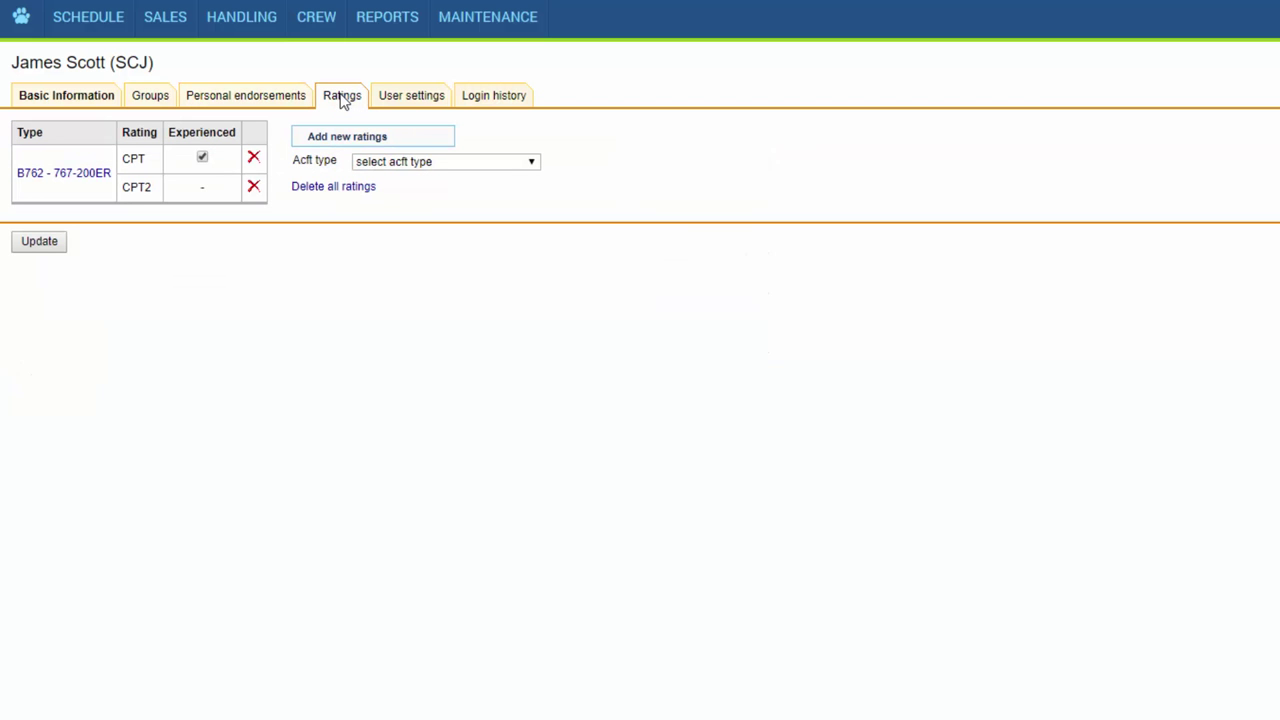 SCHEDULE SALES HANDLING CREW REPORTS MAINTENANCE
James Scott (SCJ)
Basic Information Groups Personal endorsements Ratings User settings Login history
Type Rating Experienced
B762 - 767-200ER CPT
CPT2 -
Add new ratings
Acft type select acft type
Delete all ratings
Update